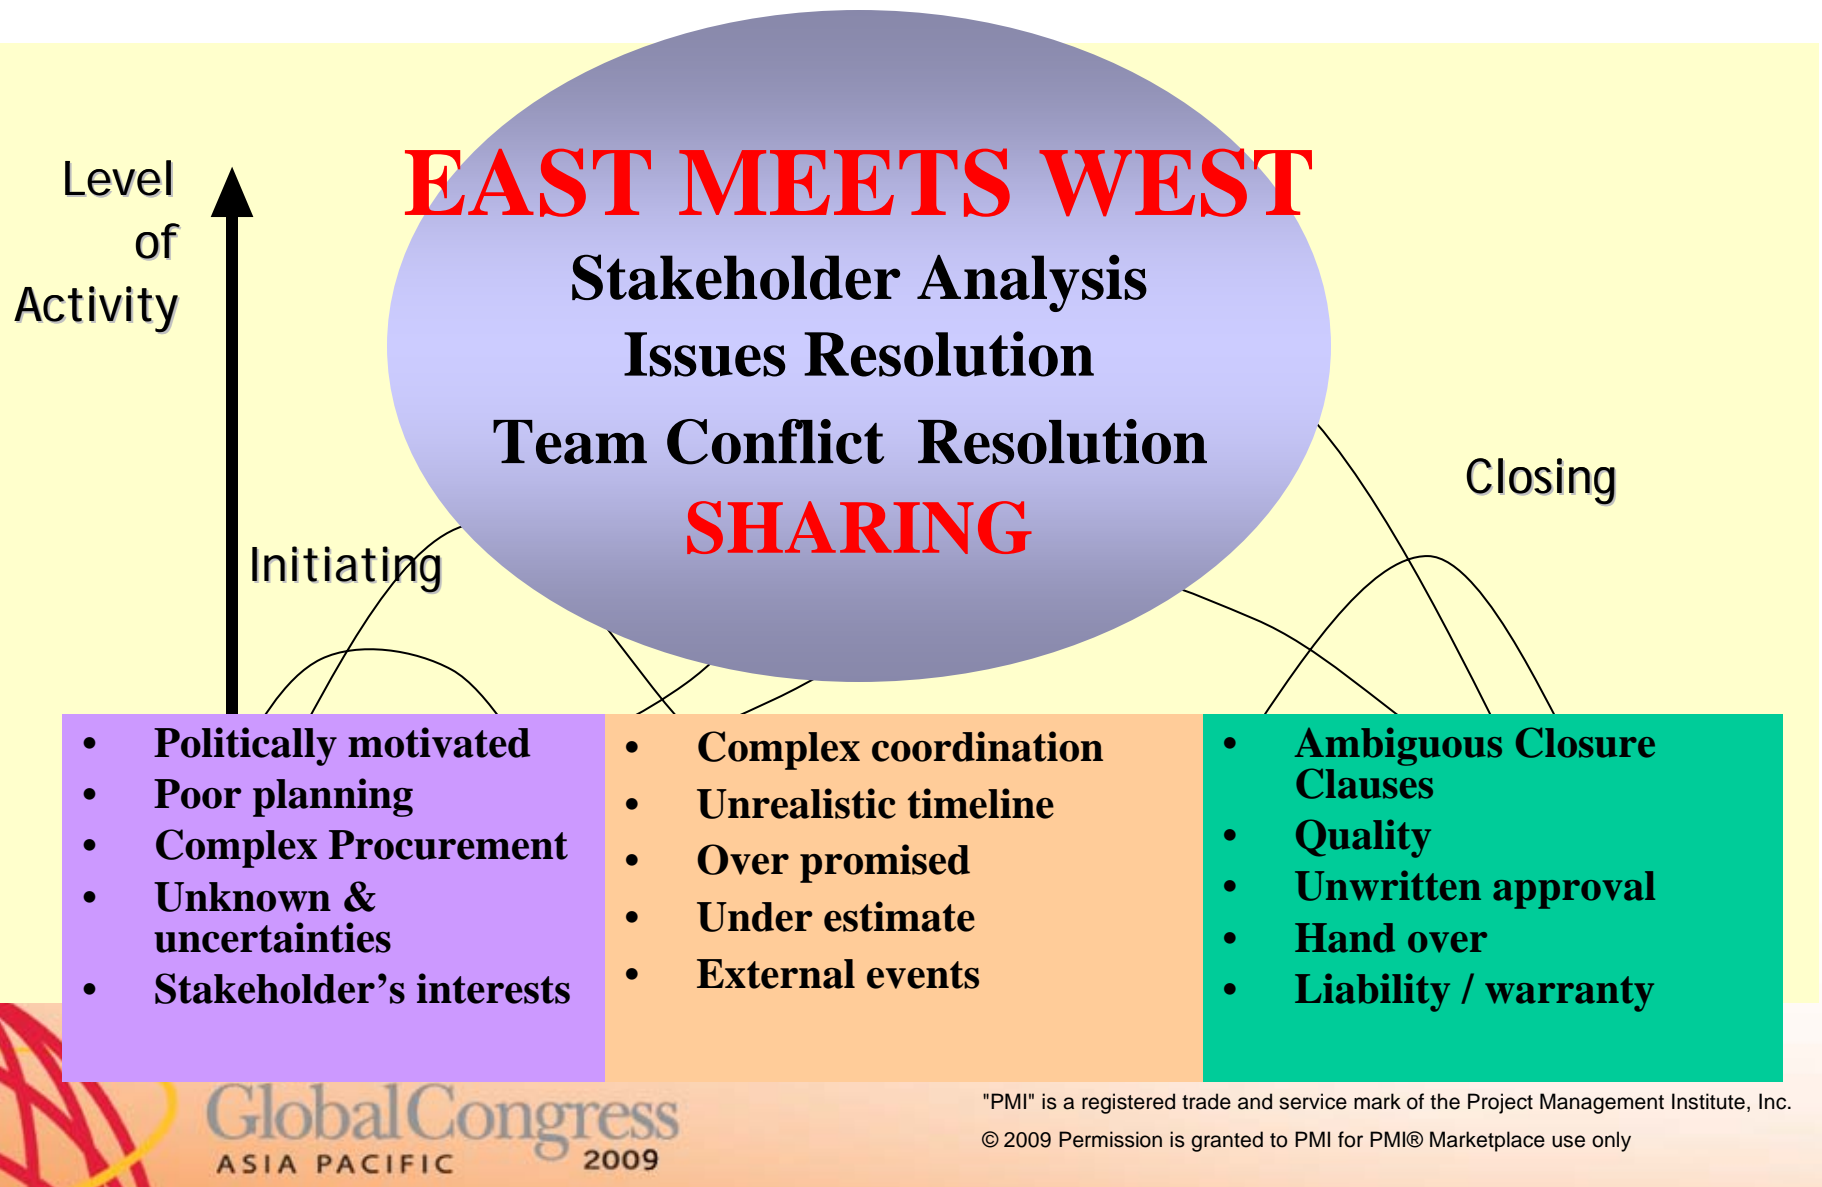 EAST MEETS WEST
Stakeholder Analysis
Issues Resolution
Team Conflict  Resolution
SHARING
Level
of
Activity
Initiating
Closing
• Politically motivated
• Poor planning
• Complex Procurement
• Unknown &
uncertainties
• Stakeholder’s interests
• Complex coordination
• Unrealistic timeline
• Over promised
• Under estimate
• External events
• Ambiguous Closure
Clauses
• Quality
• Unwritten approval
• Hand over
• Liability / warranty
GlobalCongress
ASIA PACIFIC 2009
"PMI" is a registered trade and service mark of the Project Management Institute, Inc.
© 2009 Permission is granted to PMI for PMI® Marketplace use only